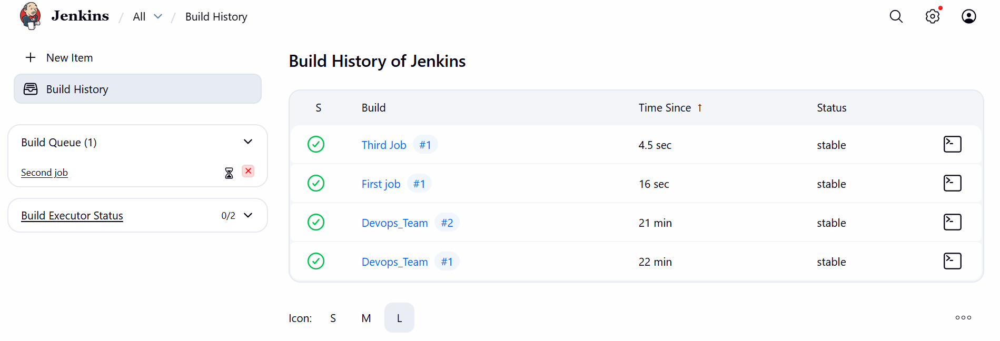 Jenkins / All / Build History
New Item
Build History
Build Queue (1)
Second job
Build Executor Status 0/2
Build History of Jenkins
S Build Time Since ↑ Status
Third Job #1 4.5 sec stable
First job #1 16 sec stable
Devops_Team #2 21 min stable
Devops_Team #1 22 min stable
Icon: S M L